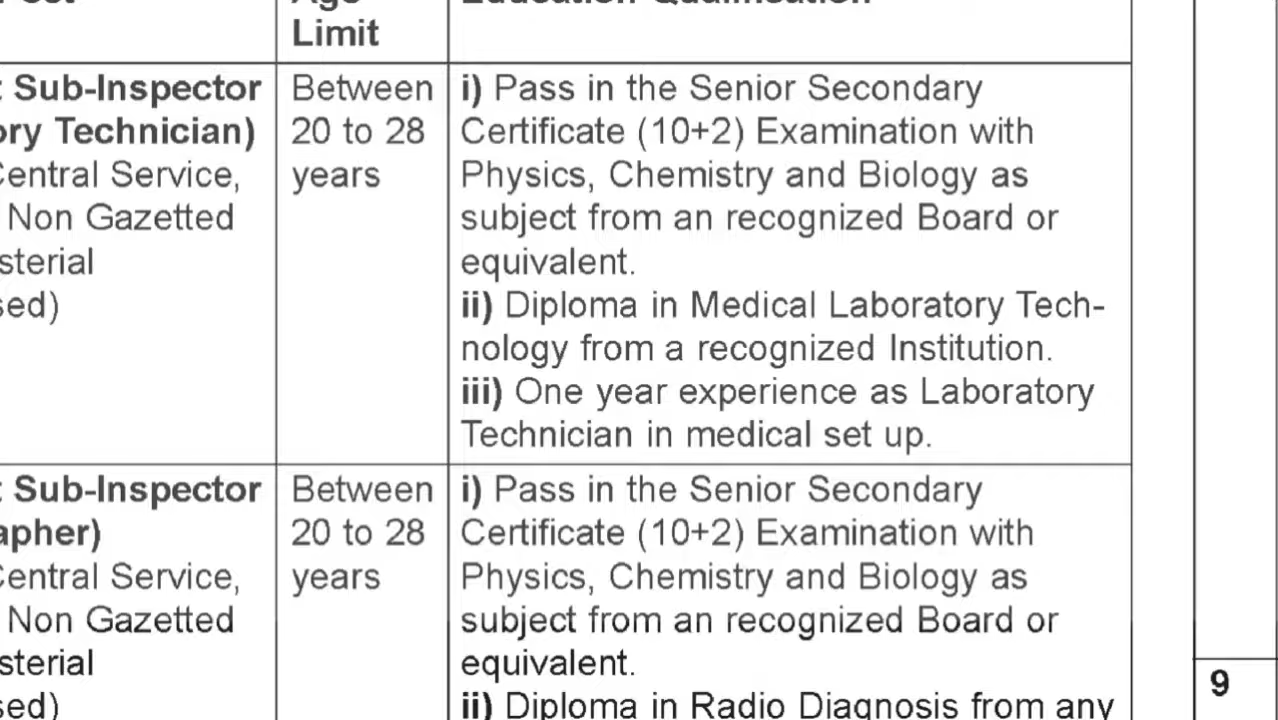 Limit
Sub-Inspector
Technician)
Service,
Non Gazetted
Between
20 to 28
years
i) Pass in the Senior Secondary
Certificate (10+2) Examination with
Physics, Chemistry and Biology as
subject from an recognized Board or
equivalent.
ii) Diploma in Medical Laboratory Tech-
nology from a recognized Institution.
iii) One year experience as Laboratory
Technician in medical set up.
Sub-Inspector
Service,
Non Gazetted
Between
20 to 28
years
i) Pass in the Senior Secondary
Certificate (10+2) Examination with
Physics, Chemistry and Biology as
subject from an recognized Board or
equivalent.
ii) Diploma in Radio Diagnosis from any
9